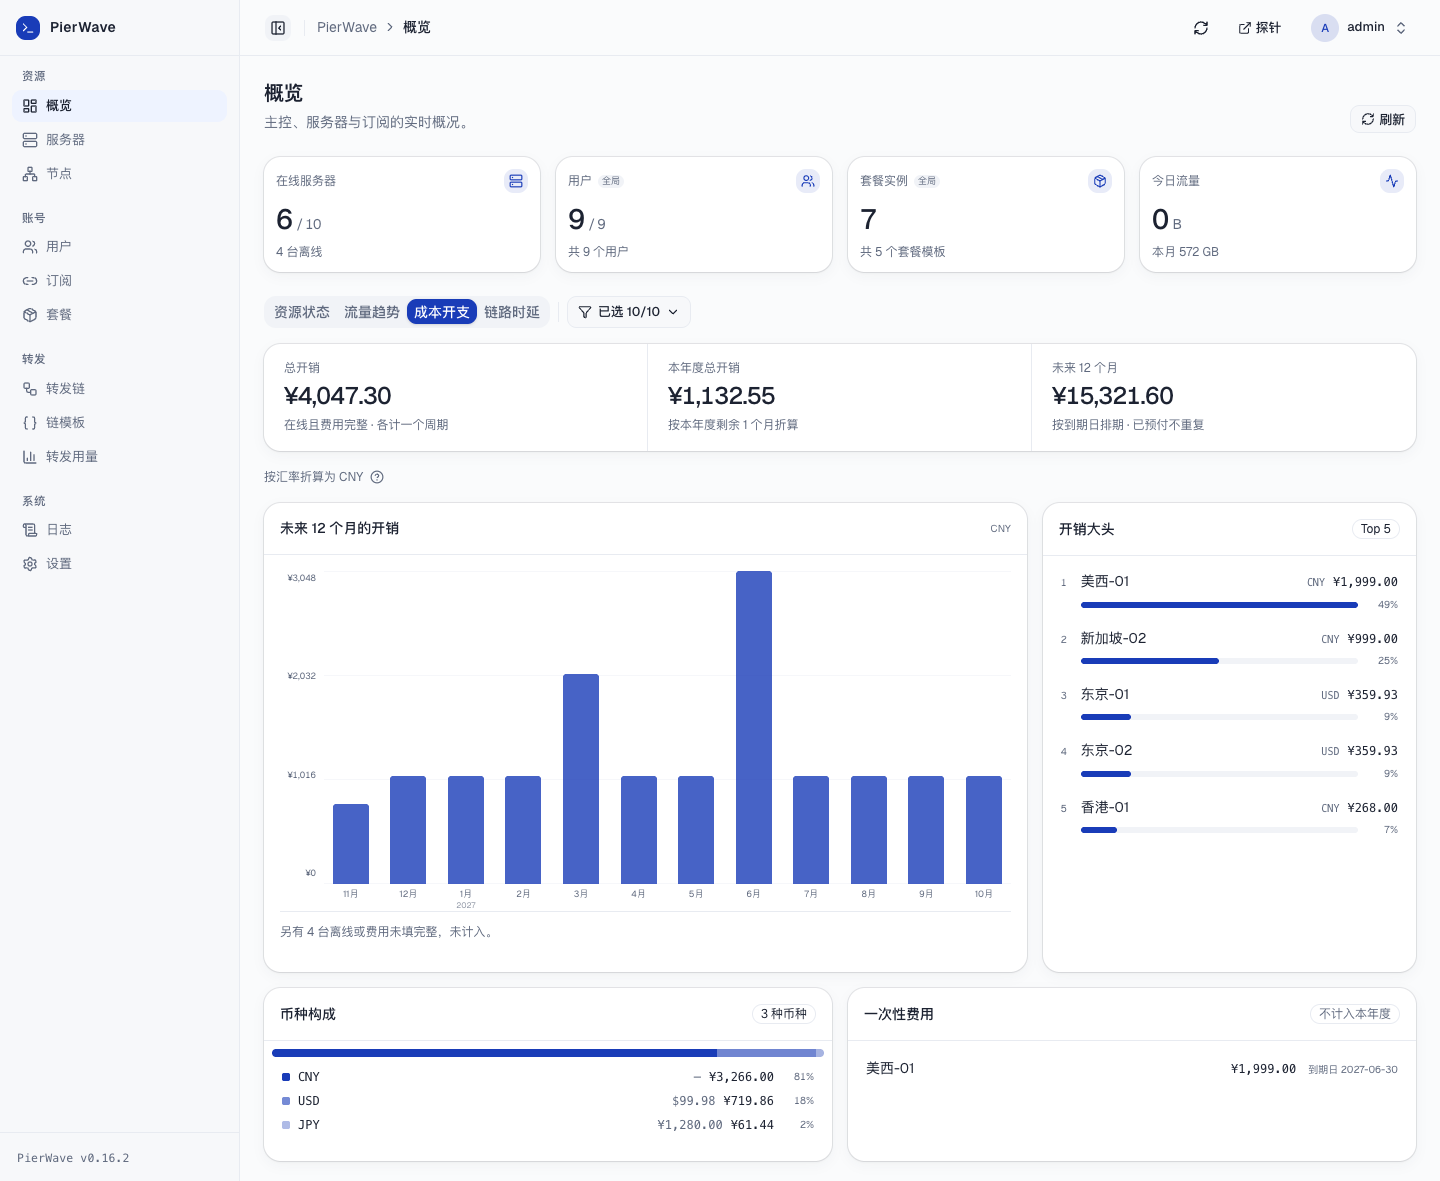 PierWave
资源
概览
服务器
节点
账号
用户
订阅
套餐
转发
转发链
链模板
转发用量
系统
日志
设置
PierWave v0.16.2
PierWave > 概览
探针
A admin
概览
主控、服务器与订阅的实时概况。
刷新
在线服务器
6 / 10
4 台离线
用户 全局
9 / 9
共 9 个用户
套餐实例 全局
7
共 5 个套餐模板
今日流量
0 B
本月 572 GB
资源状态 流量趋势 成本开支 链路时延 已选 10/10
总开销
¥4,047.30
在线且费用完整 · 各计一个周期
本年度总开销
¥1,132.55
按本年度剩余 1 个月折算
未来 12 个月
¥15,321.60
按到期日排期 · 已预付不重复
按汇率折算为 CNY
未来 12 个月的开销 CNY
¥3,048
¥2,032
¥1,016
¥0
11月 12月 1月 2月 3月 4月 5月 6月 7月 8月 9月 10月
2027
另有 4 台离线或费用未填完整，未计入。
开销大头 Top 5
1 美西-01 CNY ¥1,999.00
49%
2 新加坡-02 CNY ¥999.00
25%
3 东京-01 USD ¥359.93
9%
4 东京-02 USD ¥359.93
9%
5 香港-01 CNY ¥268.00
7%
币种构成 3 种币种
CNY — ¥3,266.00 81%
USD $99.98 ¥719.86 18%
JPY ¥1,280.00 ¥61.44 2%
一次性费用 不计入本年度
美西-01 ¥1,999.00 到期日 2027-06-30